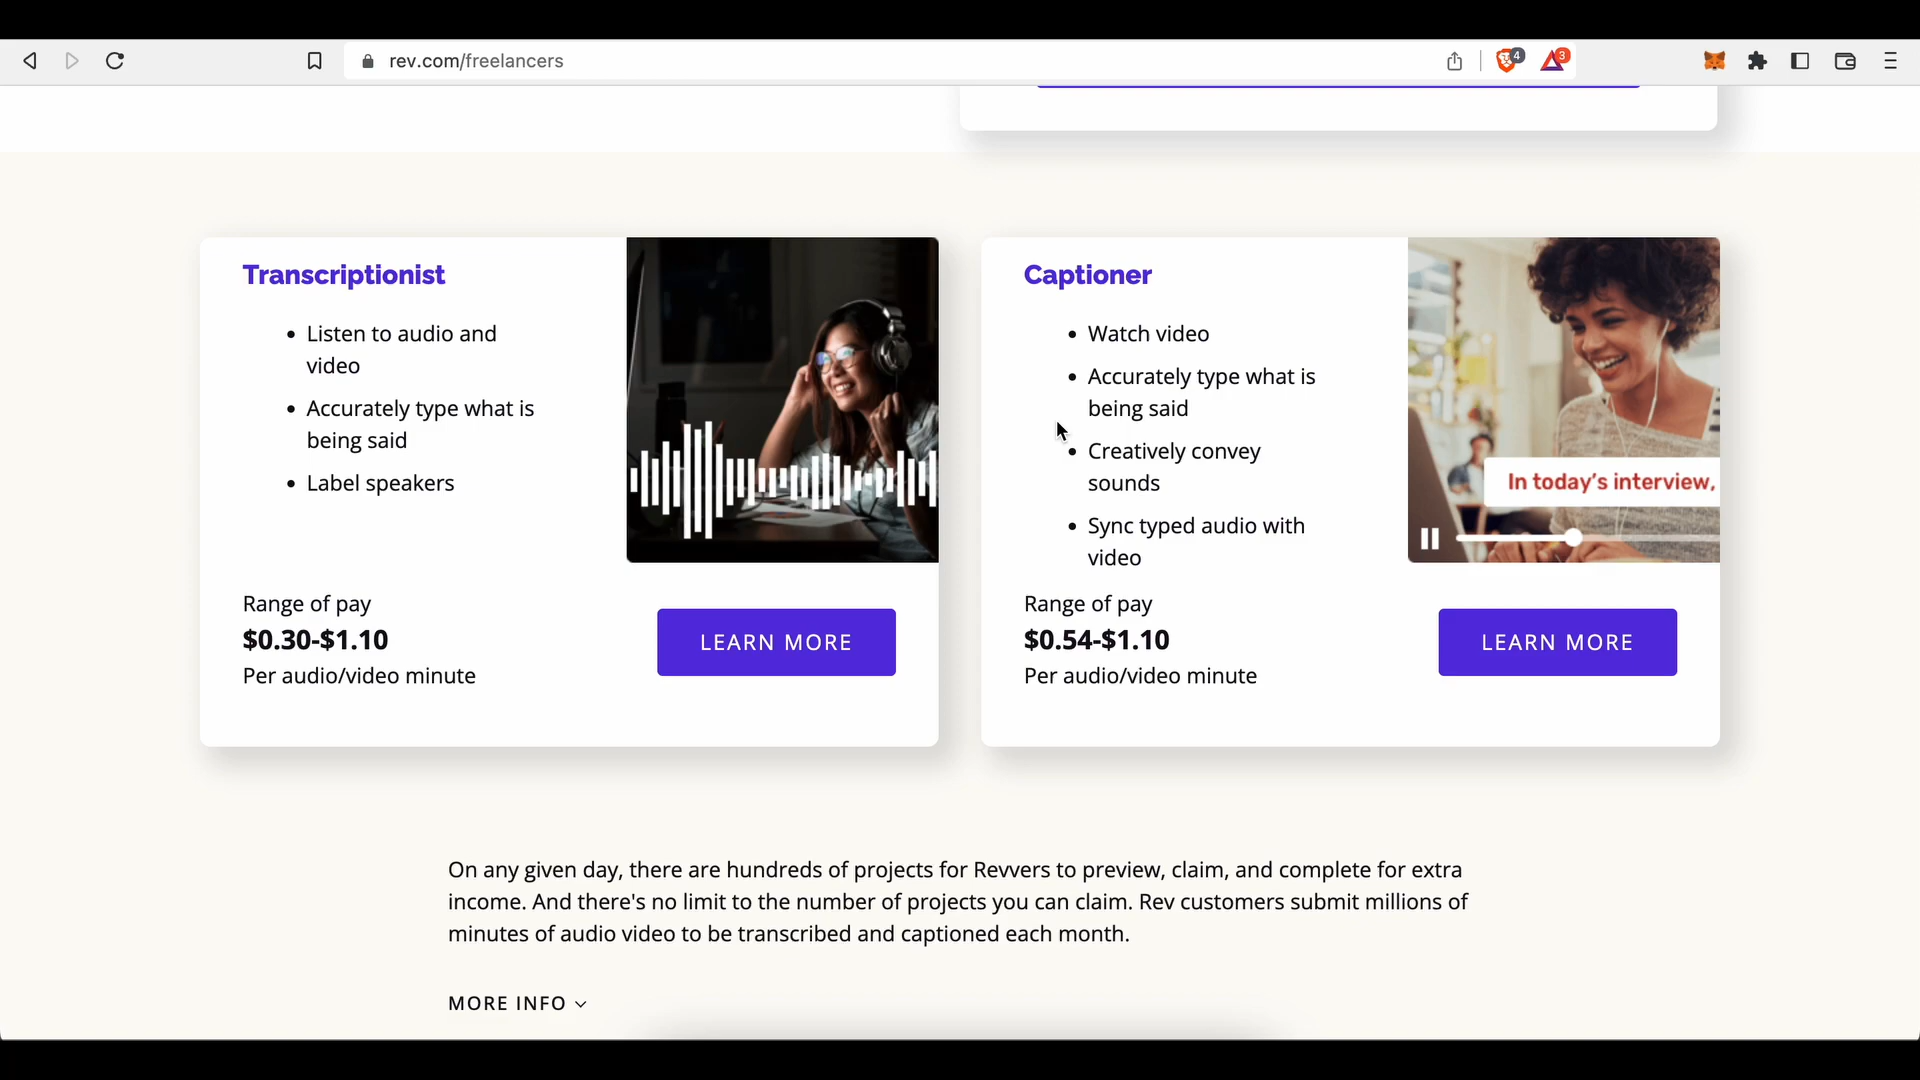 rev.com/freelancers
4
3
Transcriptionist
Listen to audio and
video
Accurately type what is
being said
Label speakers
Range of pay
$0.30-$1.10
Per audio/video minute
LEARN MORE
Captioner
Watch video
Accurately type what is
being said
Creatively convey
sounds
Sync typed audio with
video
In today's interview,
Range of pay
$0.54-$1.10
Per audio/video minute
LEARN MORE
On any given day, there are hundreds of projects for Revvers to preview, claim, and complete for extra
income. And there's no limit to the number of projects you can claim. Rev customers submit millions of
minutes of audio video to be transcribed and captioned each month.
MORE INFO